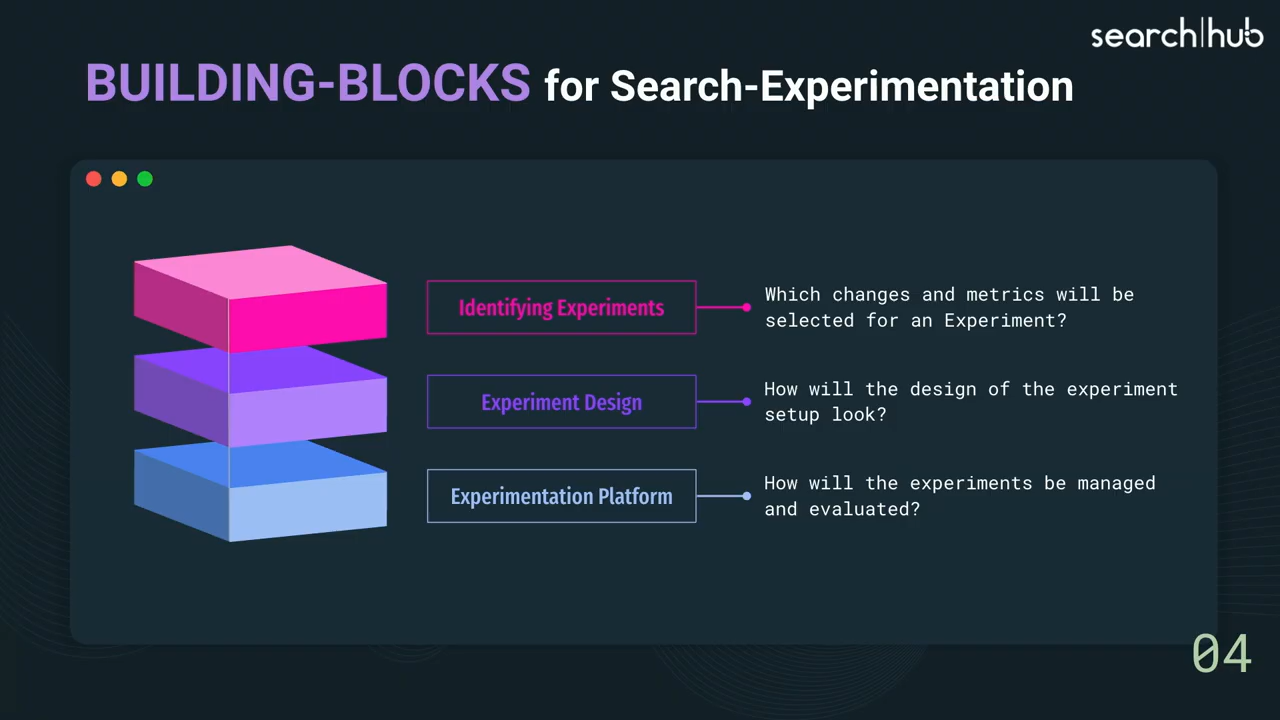 search|hub
BUILDING-BLOCKS for Search-Experimentation
Identifying Experiments
Which changes and metrics will be
selected for an Experiment?
Experiment Design
How will the design of the experiment
setup look?
Experimentation Platform
How will the experiments be managed
and evaluated?
04